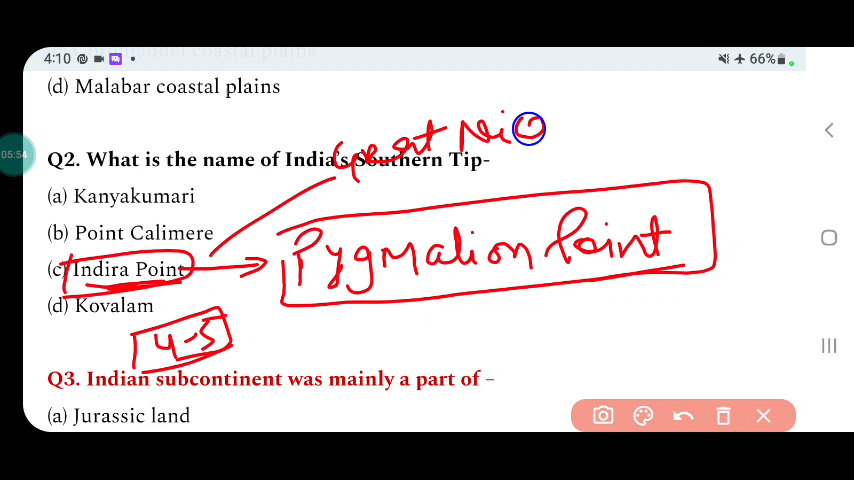 4:10
66%
(d) Malabar coastal plains
05:54
Great Nico
Q2. What is the name of India's Southern Tip-
(a) Kanyakumari
(b) Point Calimere
(c) Indira Point
Pygmalion Point
(d) Kovalam
4-5
Q3. Indian subcontinent was mainly a part of –
(a) Jurassic land